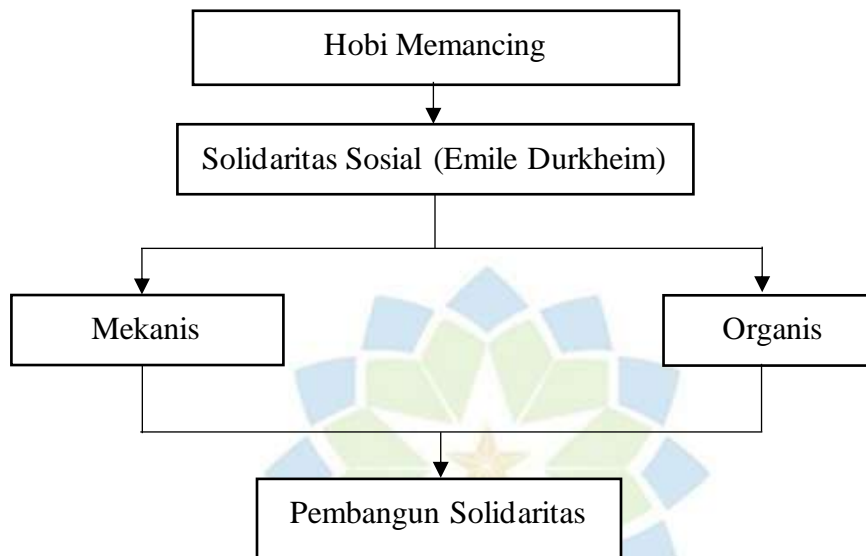 Hobi Memancing
Solidaritas Sosial (Emile Durkheim)
Mekanis
Organis
Pembangun Solidaritas